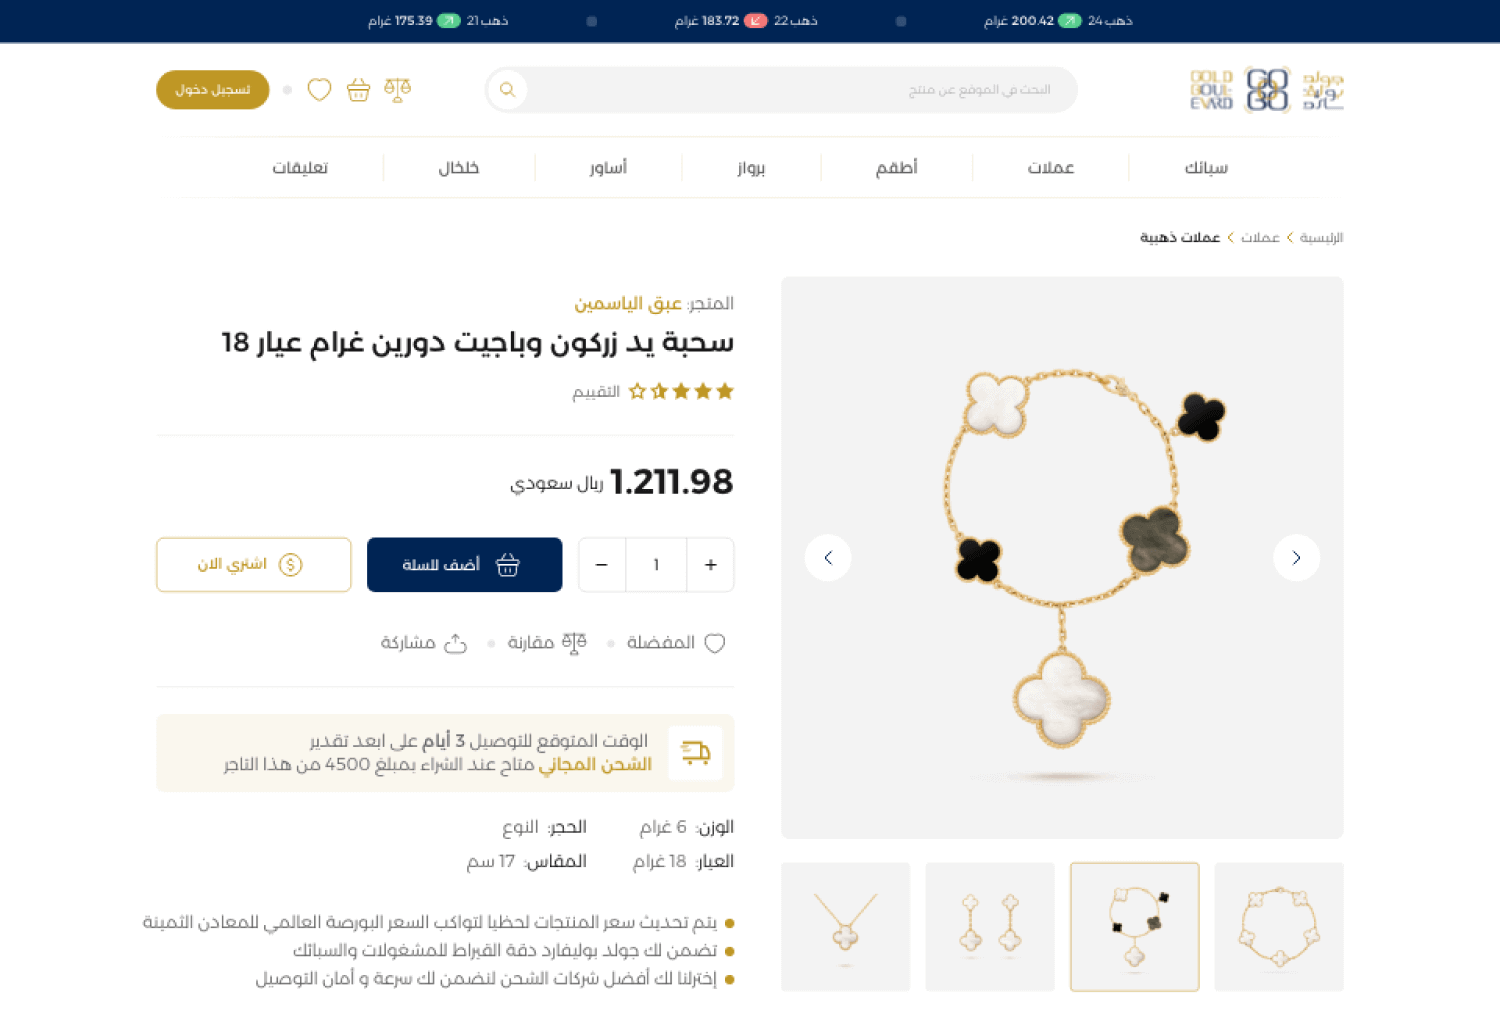 ذهب 24 200.42 غرام
ذهب 22 183.72 غرام
ذهب 21 175.39 غرام
جولد بوليفارد
GOLD BOUL-EVARD
البحث في الموقع عن منتج
تسجيل دخول
سبائك
عملات
أطقم
برواز
أساور
خلخال
تعليقات
الرئيسية > عملات > عملات ذهبية
المتجر: عبق الياسمين
سحبة يد زركون وباجيت دورين غرام عيار 18
التقييم
1.211.98 ريال سعودي
+ 1 −
أضف للسلة
اشتري الان
المفضلة
مقارنة
مشاركة
الوقت المتوقع للتوصيل 3 أيام على ابعد تقدير
الشحن المجاني متاح عند الشراء بمبلغ 4500 من هذا التاجر
الوزن: 6 غرام الحجر: النوع
العيار: 18 غرام المقاس: 17 سم
يتم تحديث سعر المنتجات لحظيا لتواكب السعر البورصة العالمي للمعادن الثمينة
تضمن لك جولد بوليفارد دقة القيراط للمشغولات والسبائك
إخترلنا لك أفضل شركات الشحن لنضمن لك سرعة و أمان التوصيل